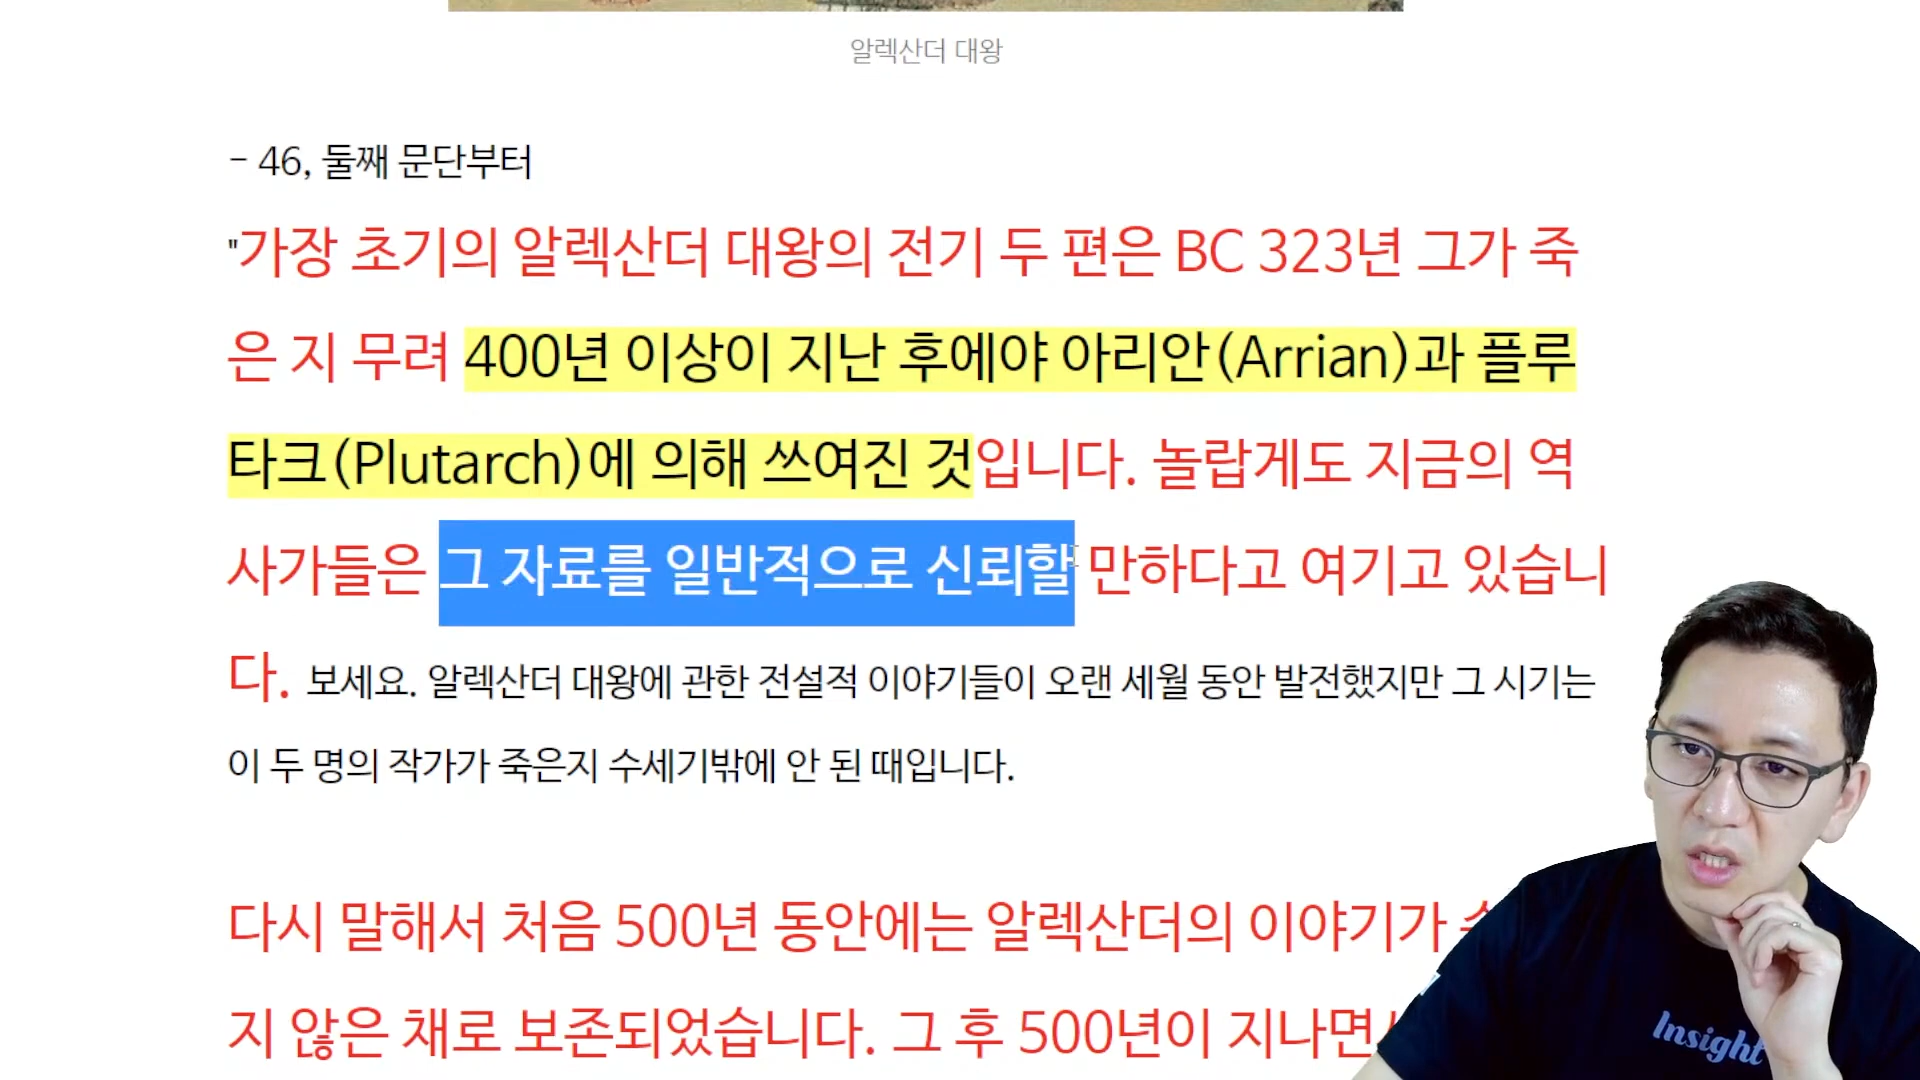 알렉산더 대왕
- 46, 둘째 문단부터
"가장 초기의 알렉산더 대왕의 전기 두 편은 BC 323년 그가 죽
은 지 무려 400년 이상이 지난 후에야 아리안(Arrian)과 플루
타크(Plutarch)에 의해 쓰여진 것입니다. 놀랍게도 지금의 역
사가들은 그 자료를 일반적으로 신뢰할 만하다고 여기고 있습니
다. 보세요. 알렉산더 대왕에 관한 전설적 이야기들이 오랜 세월 동안 발전했지만 그 시기는
이 두 명의 작가가 죽은지 수세기밖에 안 된 때입니다.
다시 말해서 처음 500년 동안에는 알렉산더의 이야기가
지 않은 채로 보존되었습니다. 그 후 500년이 지나면
Insight